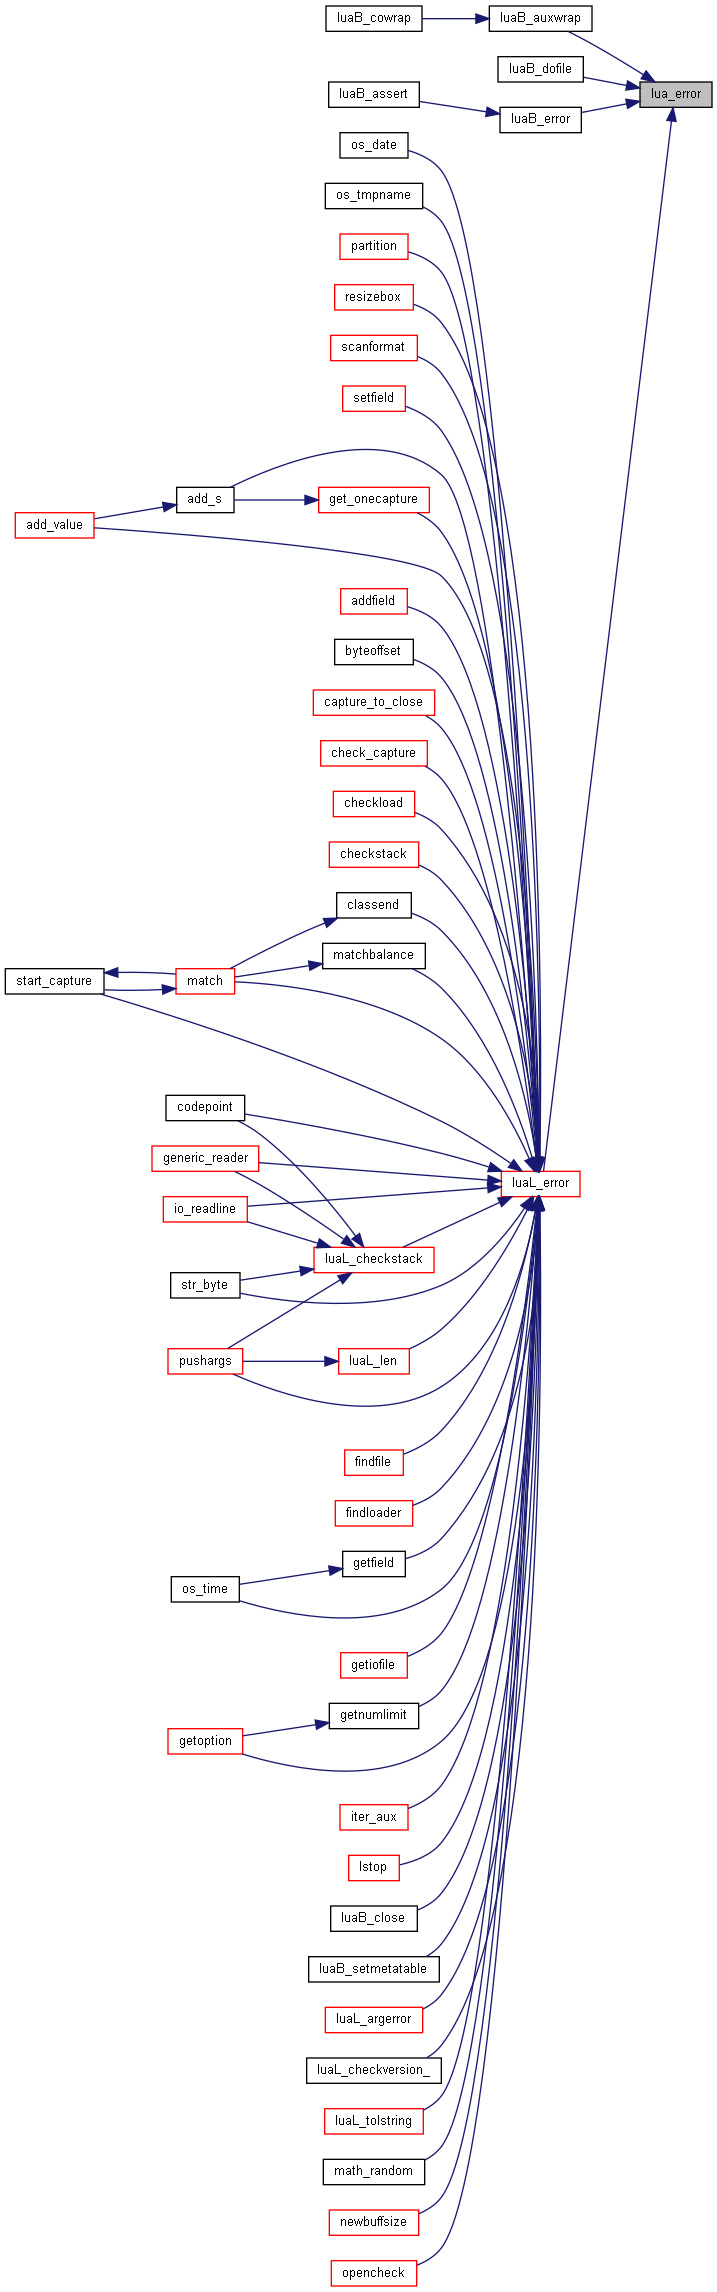 luaB_cowrap
luaB_auxwrap
luaB_dofile
lua_error
luaB_assert
luaB_error
os_date
os_tmpname
partition
resizebox
scanformat
setfield
add_s
get_onecapture
add_value
addfield
byteoffset
capture_to_close
check_capture
checkload
checkstack
classend
matchbalance
start_capture
match
codepoint
generic_reader
luaL_error
io_readline
luaL_checkstack
str_byte
pushargs
luaL_len
findfile
findloader
getfield
os_time
getiofile
getnumlimit
getoption
iter_aux
lstop
luaB_close
luaB_setmetatable
luaL_argerror
luaL_checkversion_
luaL_tolstring
math_random
newbuffsize
opencheck